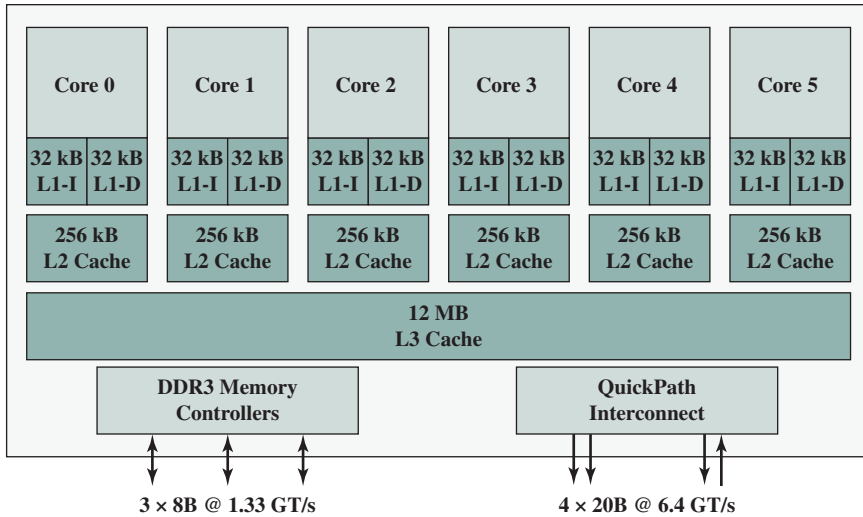 Core 0
Core 1
Core 2
Core 3
Core 4
Core 5
32 kB
L1-I
32 kB
L1-D
32 kB
L1-I
32 kB
L1-D
32 kB
L1-I
32 kB
L1-D
32 kB
L1-I
32 kB
L1-D
32 kB
L1-I
32 kB
L1-D
32 kB
L1-I
32 kB
L1-D
256 kB
L2 Cache
256 kB
L2 Cache
256 kB
L2 Cache
256 kB
L2 Cache
256 kB
L2 Cache
256 kB
L2 Cache
12 MB
L3 Cache
DDR3 Memory
Controllers
QuickPath
Interconnect
3 × 8B @ 1.33 GT/s
4 × 20B @ 6.4 GT/s